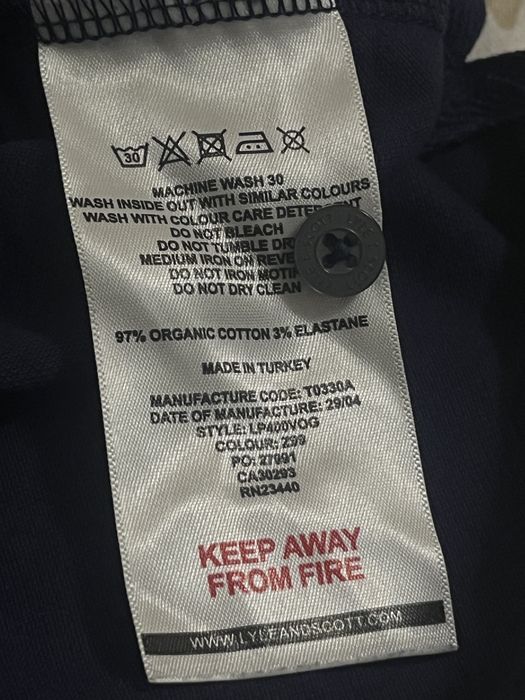 30
MACHINE WASH 30
WASH INSIDE OUT WITH SIMILAR COLOURS
WASH WITH COLOUR CARE
DO NOT BLEACH
DO NOT TUMBLE DR
MEDIUM IRON ON REVE
DO NOT IRON MOTIF
DO NOT DRY CLEAN
97% ORGANIC COTTON 3% ELASTANE
MADE IN TURKEY
MANUFACTURE CODE: T0330A
DATE OF MANUFACTURE: 29/04
STYLE: LP400VOG
COLOUR: Z99
PO: 27091
CA30293
RN23440
KEEP AWAY
FROM FIRE
WWW.LYLEANDSCOTT.COM